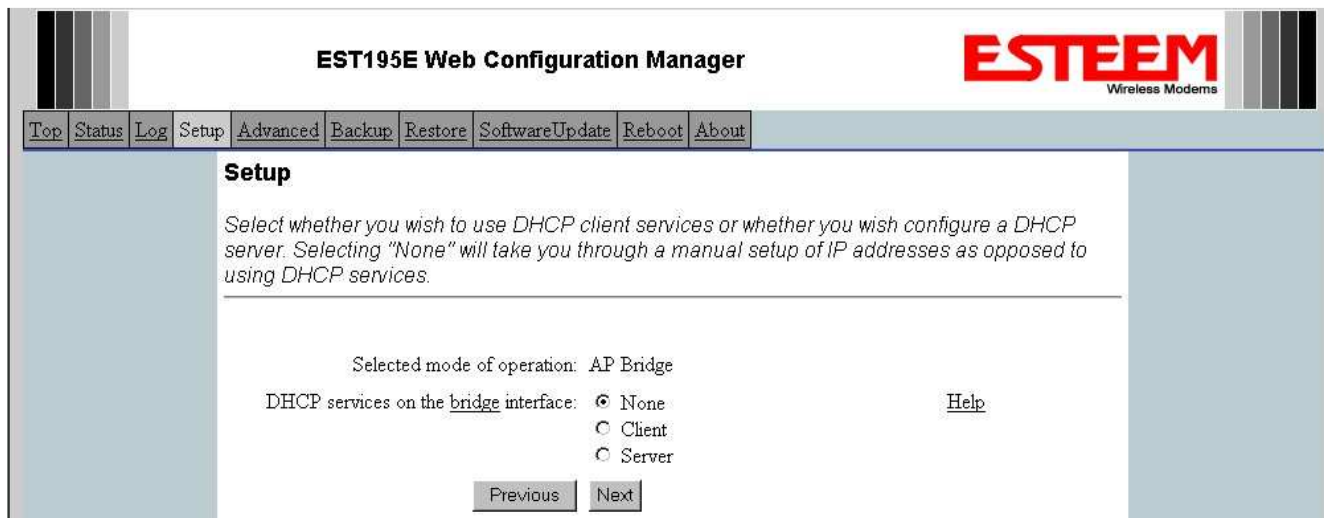 EST195E Web Configuration Manager
ESTEEM
Wireless Modems
Top Status Log Setup Advanced Backup Restore SoftwareUpdate Reboot About
Setup
Select whether you wish to use DHCP client services or whether you wish configure a DHCP
server. Selecting "None" will take you through a manual setup of IP addresses as opposed to
using DHCP services.
Selected mode of operation: AP Bridge
DHCP services on the bridge interface: None Help
Client
Server
Previous Next